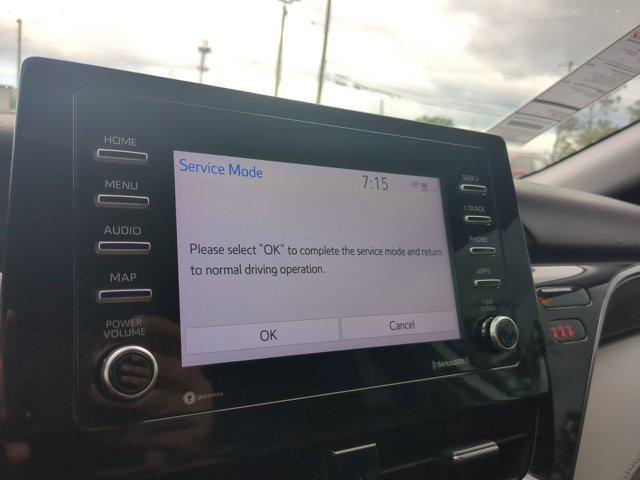 HOME
MENU
AUDIO
MAP
POWER
VOLUME
Service Mode
7:15
Please select "OK" to complete the service mode and return
to normal driving operation.
OK
Cancel
SEEK >
< TRACK
PHONE
APPS
TUNE
SCROLL
gracenote
SiriusXM